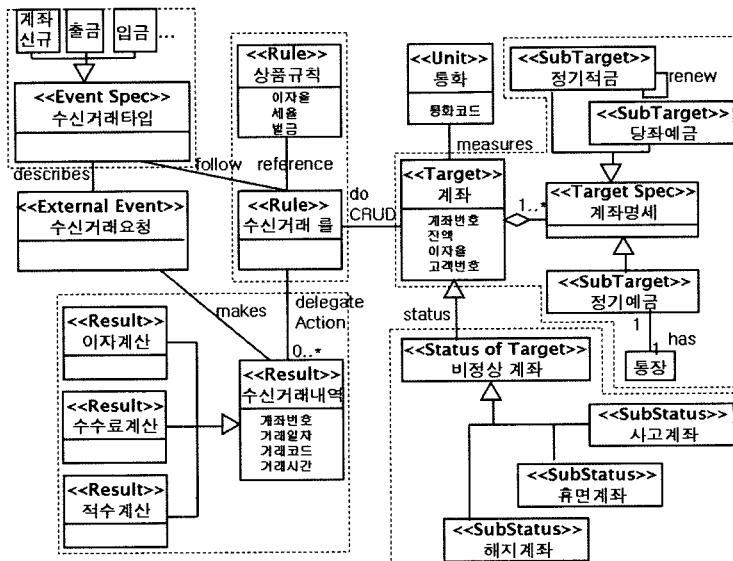 계좌
신규
출금
입금
...
<<Event Spec>>
수신거래타입
describes
follow
<<External Event>>
수신거래요청
makes
<<Rule>>
상품규칙
이자율
세율
벌금
reference
<<Rule>>
수신거래 룰
do
CRUD
delegate
Action
0..*
<<Result>>
이자계산
<<Result>>
수수료계산
<<Result>>
적수계산
<<Result>>
수신거래내역
계좌번호
거래일자
거래코드
거래시간
<<Unit>>
통화
통화코드
measures
<<Target>>
계좌
계좌번호
잔액
이자율
고객번호
1..*
<<SubTarget>>
정기적금
renew
<<SubTarget>>
당좌예금
<<Target Spec>>
계좌명세
<<SubTarget>>
정기예금
1
1
has
통장
status
<<Status of Target>>
비정상 계좌
<<SubStatus>>
사고계좌
<<SubStatus>>
휴면계좌
<<SubStatus>>
해지계좌